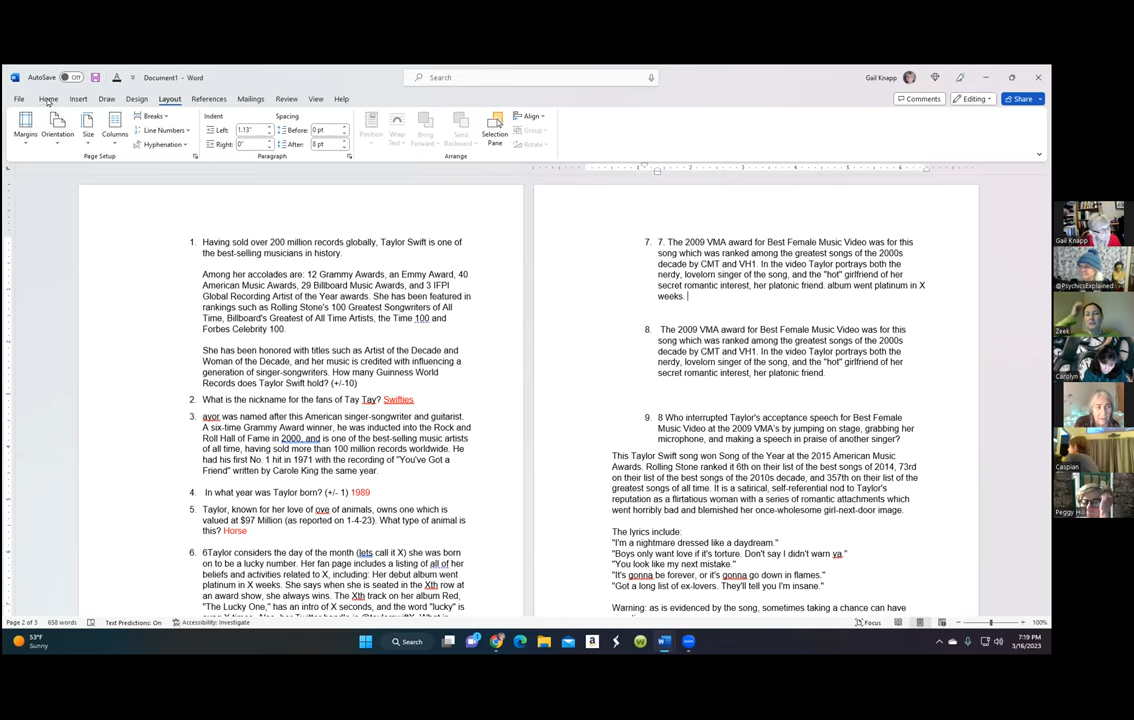 AutoSave Off Document1 - Word Search Gail Knapp
File Home Insert Draw Design Layout References Mailings Review View Help Comments Editing Share
Margins Orientation Size Columns
Breaks
Line Numbers
Hyphenation
Page Setup
Indent
Left: 1.13"
Right: 0"
Spacing
Before: 0 pt
After: 8 pt
Paragraph
Position
Wrap Text
Bring Forward
Send Backward
Selection Pane
Align
Group
Rotate
Arrange
1. Having sold over 200 million records globally, Taylor Swift is one of
the best-selling musicians in history.
Among her accolades are: 12 Grammy Awards, an Emmy Award, 40
American Music Awards, 29 Billboard Music Awards, and 3 IFPI
Global Recording Artist of the Year awards. She has been featured in
rankings such as Rolling Stone's 100 Greatest Songwriters of All
Time, Billboard's Greatest of All Time Artists, the Time 100 and
Forbes Celebrity 100.
She has been honored with titles such as Artist of the Decade and
Woman of the Decade, and her music is credited with influencing a
generation of singer-songwriters. How many Guinness World
Records does Taylor Swift hold? (+/-10)
2. What is the nickname for the fans of Tay Tay? Swifties
3. ayor was named after this American singer-songwriter and guitarist.
A six-time Grammy Award winner, he was inducted into the Rock and
Roll Hall of Fame in 2000, and is one of the best-selling music artists
of all time, having sold more than 100 million records worldwide. He
had his first No. 1 hit in 1971 with the recording of "You've Got a
Friend" written by Carole King the same year.
4. In what year was Taylor born? (+/- 1) 1989
5. Taylor, known for her love of ove of animals, owns one which is
valued at $97 Million (as reported on 1-4-23). What type of animal is
this? Horse
6. 6Taylor considers the day of the month (lets call it X) she was born
on to be a lucky number. Her fan page includes a listing of all of her
beliefs and activities related to X, including: Her debut album went
platinum in X weeks. She says when she is seated in the Xth row at
an award show, she always wins. The Xth track on her album Red,
"The Lucky One," has an intro of X seconds, and the word "lucky" is
7. 7. The 2009 VMA award for Best Female Music Video was for this
song which was ranked among the greatest songs of the 2000s
decade by CMT and VH1. In the video Taylor portrays both the
nerdy, lovelorn singer of the song, and the "hot" girlfriend of her
secret romantic interest, her platonic friend. album went platinum in X
weeks.
8. The 2009 VMA award for Best Female Music Video was for this
song which was ranked among the greatest songs of the 2000s
decade by CMT and VH1. In the video Taylor portrays both the
nerdy, lovelorn singer of the song, and the "hot" girlfriend of her
secret romantic interest, her platonic friend.
9. 8 Who interrupted Taylor's acceptance speech for Best Female
Music Video at the 2009 VMA's by jumping on stage, grabbing her
microphone, and making a speech in praise of another singer?
This Taylor Swift song won Song of the Year at the 2015 American Music
Awards. Rolling Stone ranked it 6th on their list of the best songs of 2014, 73rd
on their list of the best songs of the 2010s decade, and 357th on their list of the
greatest songs of all time. It is a satirical, self-referential nod to Taylor's
reputation as a flirtatious woman with a series of romantic attachments which
went horribly bad and blemished her once-wholesome girl-next-door image.
The lyrics include:
"I'm a nightmare dressed like a daydream."
"Boys only want love if it's torture. Don't say I didn't warn ya."
"You look like my next mistake."
"It's gonna be forever, or it's gonna go down in flames."
"Got a long list of ex-lovers. They'll tell you I'm insane."
Warning: as is evidenced by the song, sometimes taking a chance can have
Page 2 of 3 658 words Text Predictions: On Accessibility: Investigate Focus 100%
53°F
Sunny
Search
7:19 PM
3/16/2023
Gail Knapp
@PsychicsExplained
Zeek
Carolyn
Caspian
Peggy Hill